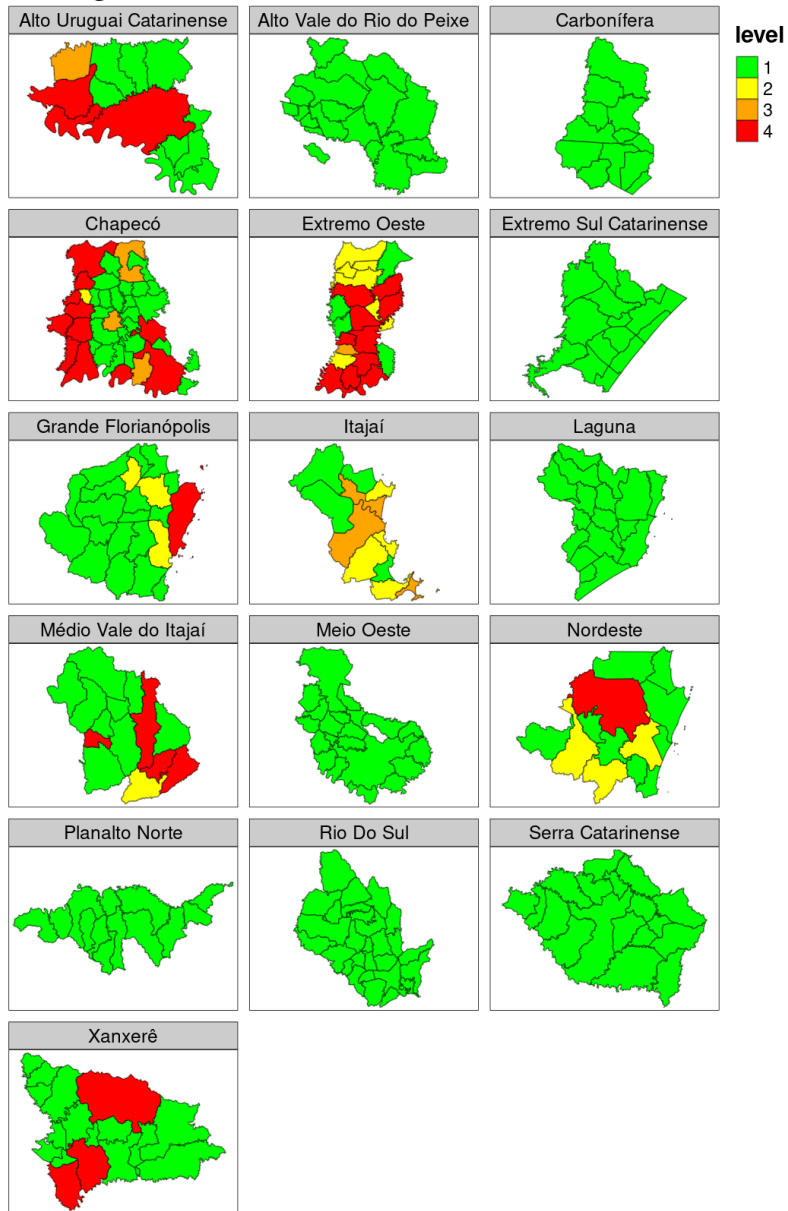 Alto Uruguai Catarinense
Alto Vale do Rio do Peixe
Carbonífera
level
1
2
3
4
Chapecó
Extremo Oeste
Extremo Sul Catarinense
Grande Florianópolis
Itajaí
Laguna
Médio Vale do Itajaí
Meio Oeste
Nordeste
Planalto Norte
Rio Do Sul
Serra Catarinense
Xanxerê